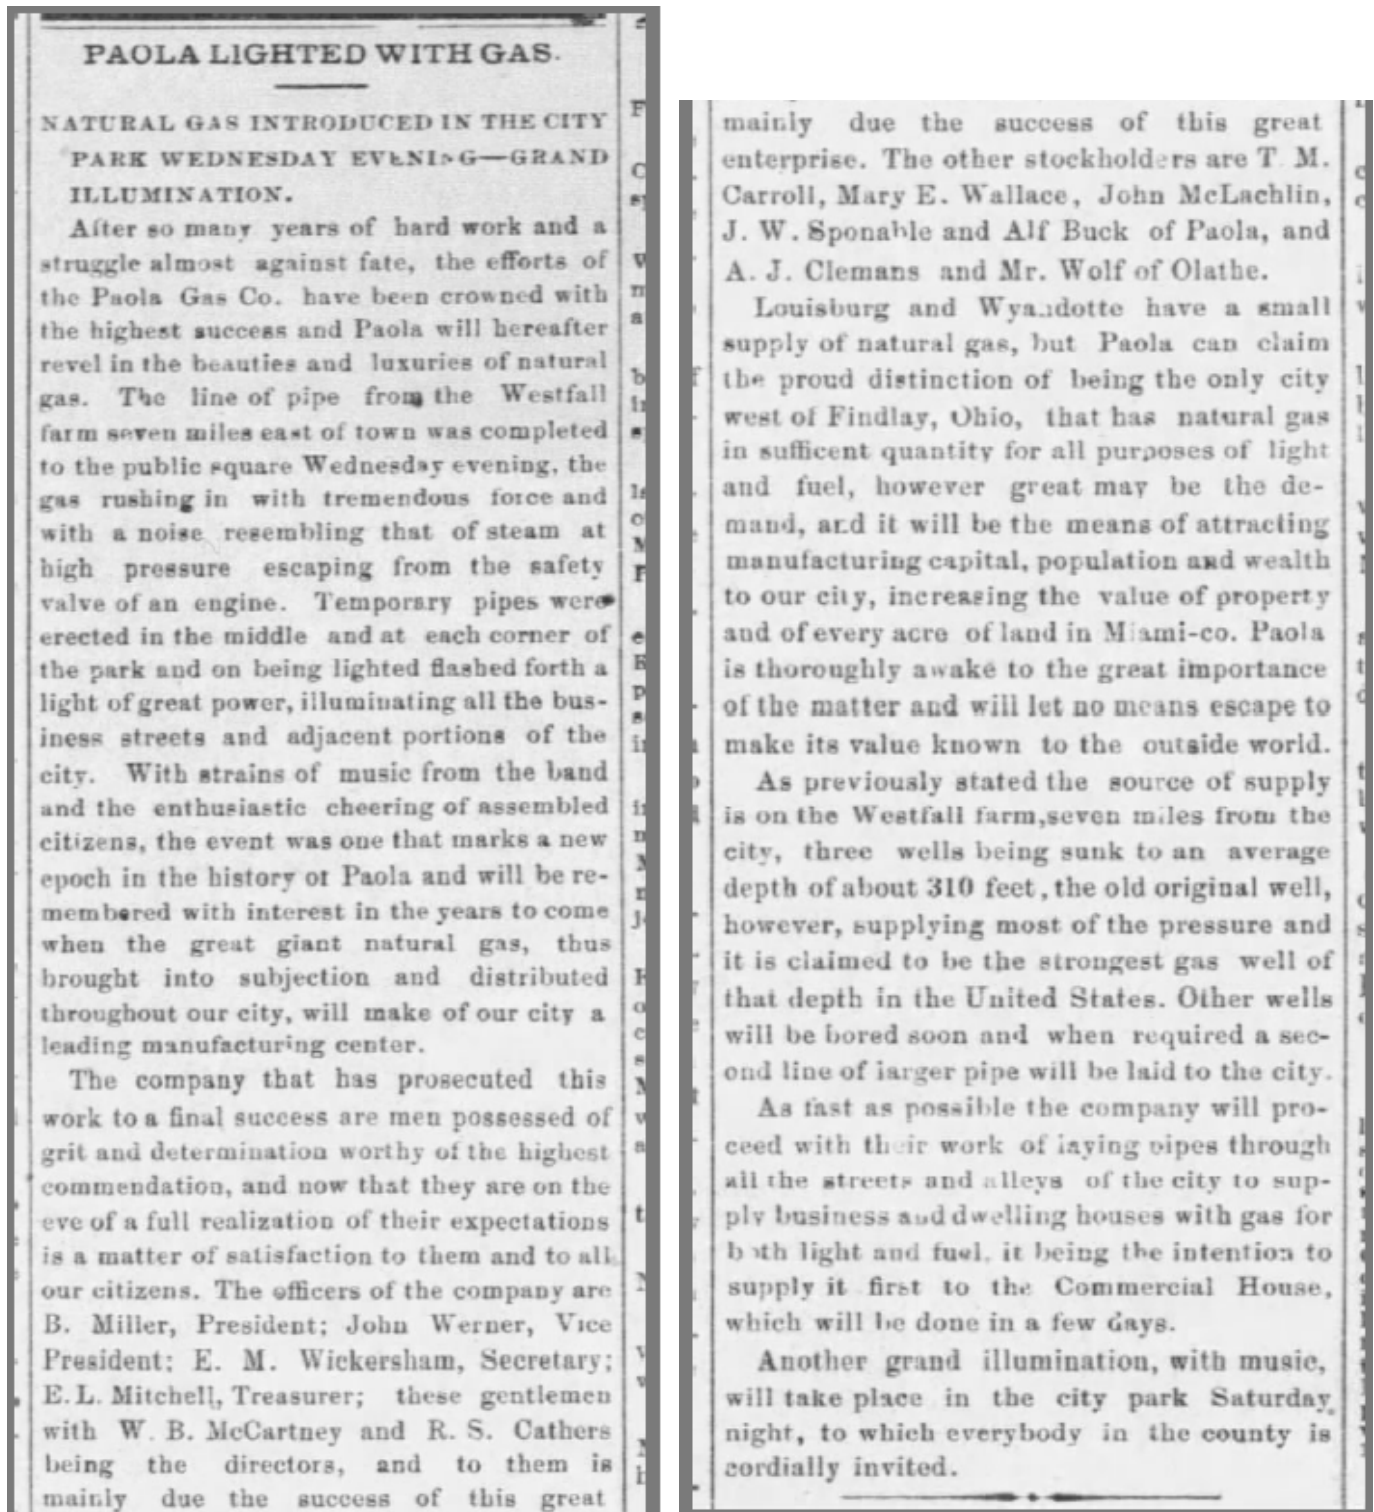 PAOLA LIGHTED WITH GAS.
NATURAL GAS INTRODUCED IN THE CITY
PARK WEDNESDAY EVENING—GRAND
ILLUMINATION.
After so many years of hard work and a
struggle almost against fate, the efforts of
the Paola Gas Co. have been crowned with
the highest success and Paola will hereafter
revel in the beauties and luxuries of natural
gas. The line of pipe from the Westfall
farm seven miles east of town was completed
to the public square Wednesday evening, the
gas rushing in with tremendous force and
with a noise resembling that of steam at
high pressure escaping from the safety
valve of an engine. Temporary pipes were
erected in the middle and at each corner of
the park and on being lighted flashed forth a
light of great power, illuminating all the bus-
iness streets and adjacent portions of the
city. With strains of music from the band
and the enthusiastic cheering of assembled
citizens, the event was one that marks a new
epoch in the history of Paola and will be re-
membered with interest in the years to come
when the great giant natural gas, thus
brought into subjection and distributed
throughout our city, will make of our city a
leading manufacturing center.
The company that has prosecuted this
work to a final success are men possessed of
grit and determination worthy of the highest
commendation, and now that they are on the
eve of a full realization of their expectations
is a matter of satisfaction to them and to all
our citizens. The officers of the company are
B. Miller, President; John Werner, Vice
President; E. M. Wickersham, Secretary;
E. L. Mitchell, Treasurer; these gentlemen
with W. B. McCartney and R. S. Cathers
being the directors, and to them is
mainly due the success of this great
mainly due the success of this great
enterprise. The other stockholders are T. M.
Carroll, Mary E. Wallace, John McLachlin,
J. W. Sponable and Alf Buck of Paola, and
A. J. Clemans and Mr. Wolf of Olathe.
Louisburg and Wyandotte have a small
supply of natural gas, but Paola can claim
the proud distinction of being the only city
west of Findlay, Ohio, that has natural gas
in sufficent quantity for all purposes of light
and fuel, however great may be the de-
mand, and it will be the means of attracting
manufacturing capital, population and wealth
to our city, increasing the value of property
and of every acre of land in Miami-co. Paola
is thoroughly awake to the great importance
of the matter and will let no means escape to
make its value known to the outside world.
As previously stated the source of supply
is on the Westfall farm,seven miles from the
city, three wells being sunk to an average
depth of about 310 feet, the old original well,
however, supplying most of the pressure and
it is claimed to be the strongest gas well of
that depth in the United States. Other wells
will be bored soon and when required a sec-
ond line of larger pipe will be laid to the city.
As fast as possible the company will pro-
ceed with their work of laying pipes through
all the streets and alleys of the city to sup-
ply business and dwelling houses with gas for
both light and fuel, it being the intention to
supply it first to the Commercial House,
which will be done in a few days.
Another grand illumination, with music,
will take place in the city park Saturday
night, to which everybody in the county is
cordially invited.